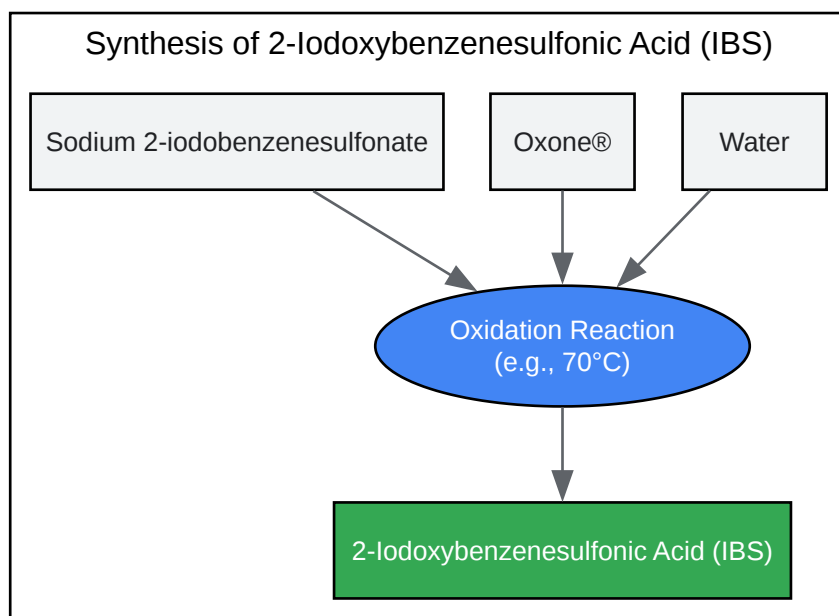 Synthesis of 2-Iodoxybenzenesulfonic Acid (IBS)
Sodium 2-iodobenzenesulfonate
Oxone®
Water
Oxidation Reaction
(e.g., 70°C)
2-Iodoxybenzenesulfonic Acid (IBS)